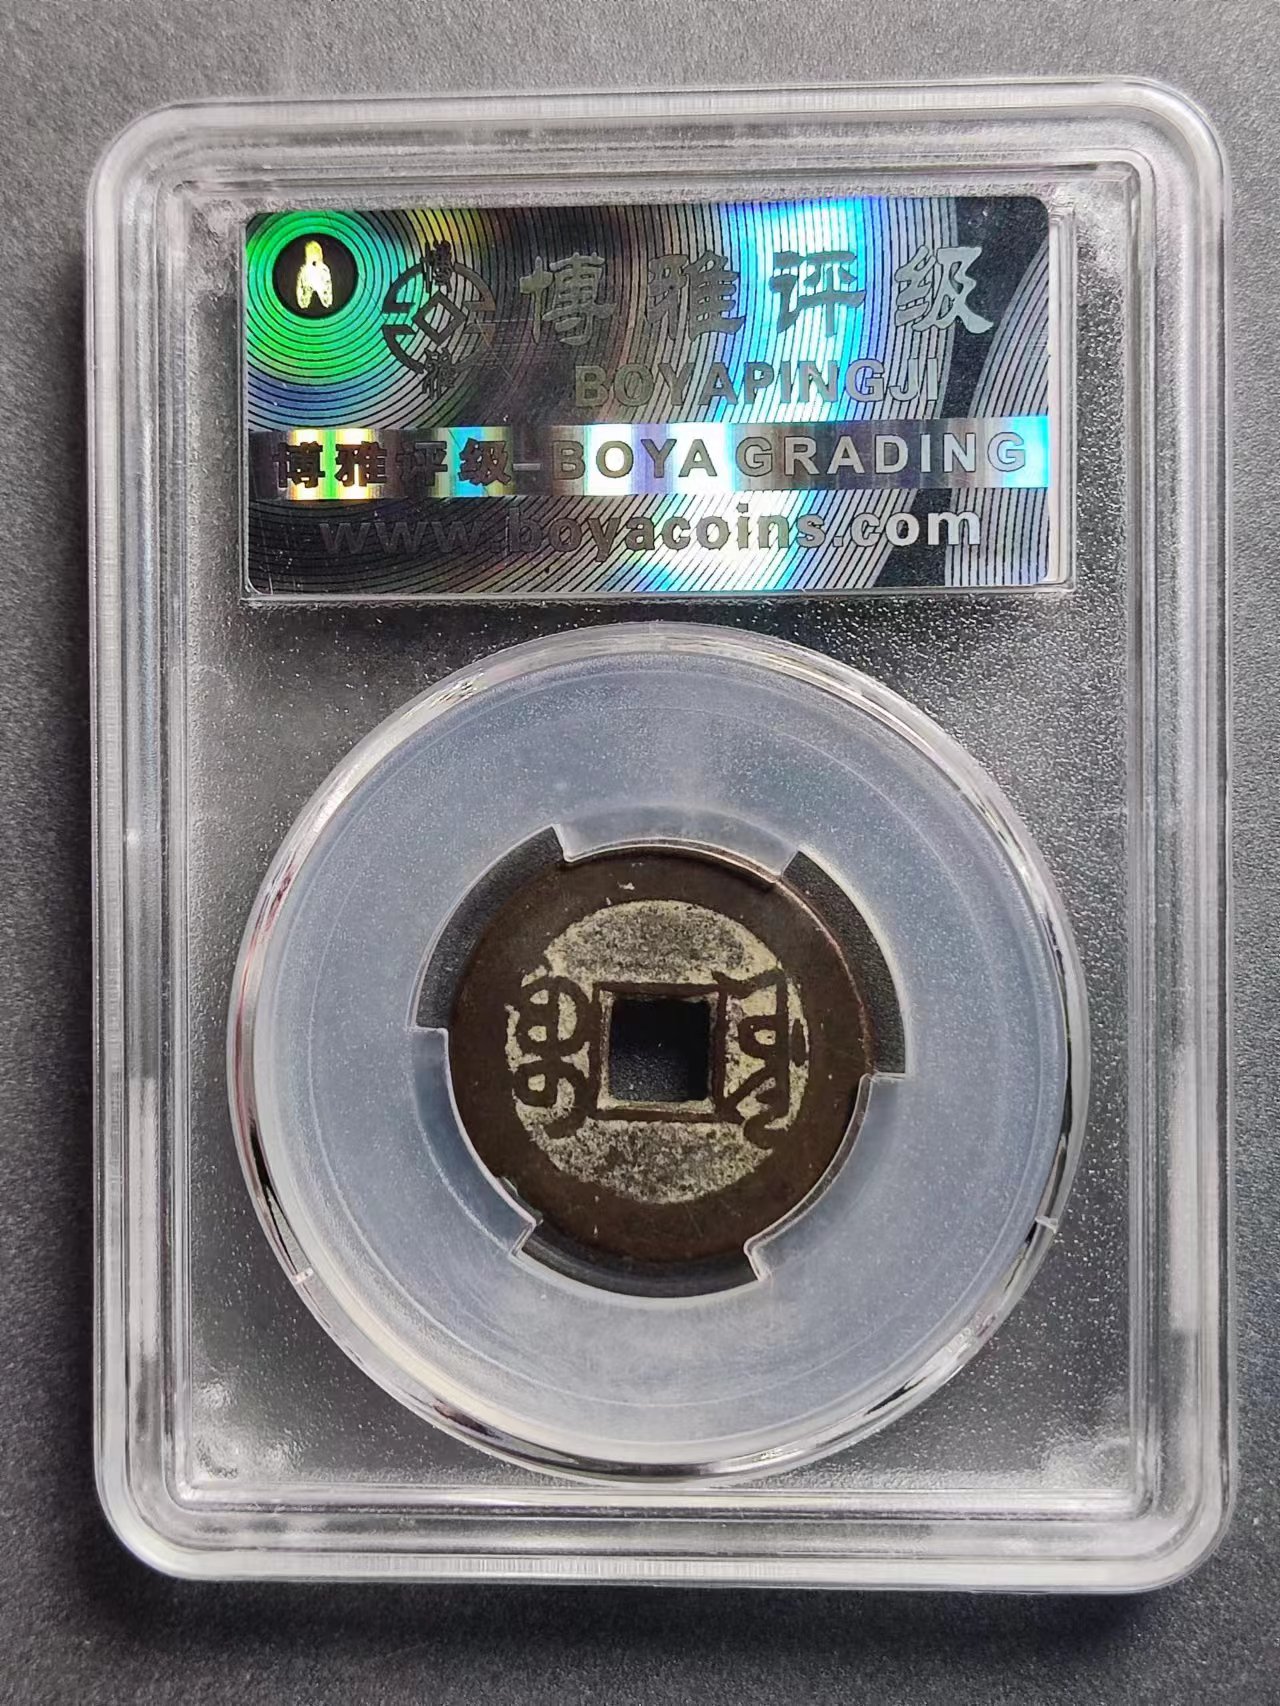 博雅评级
BOYAPINGJI
博雅评级-BOYA GRADING
www.boyacoins.com